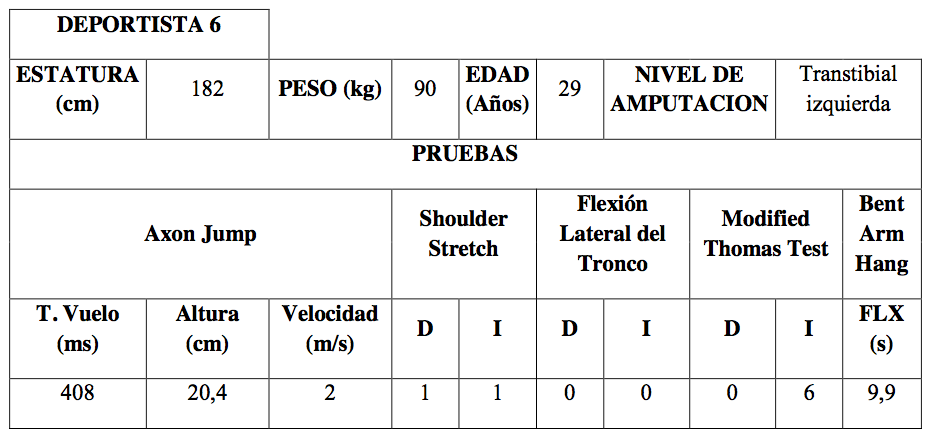 DEPORTISTA 6
ESTATURA (cm) 182 PESO (kg) 90 EDAD (Años) 29 NIVEL DE AMPUTACION Transtibial izquierda
PRUEBAS
Axon Jump Shoulder Stretch Flexión Lateral del Tronco Modified Thomas Test Bent Arm Hang
T. Vuelo (ms) Altura (cm) Velocidad (m/s) D I D I D I FLX (s)
408 20,4 2 1 1 0 0 0 6 9,9